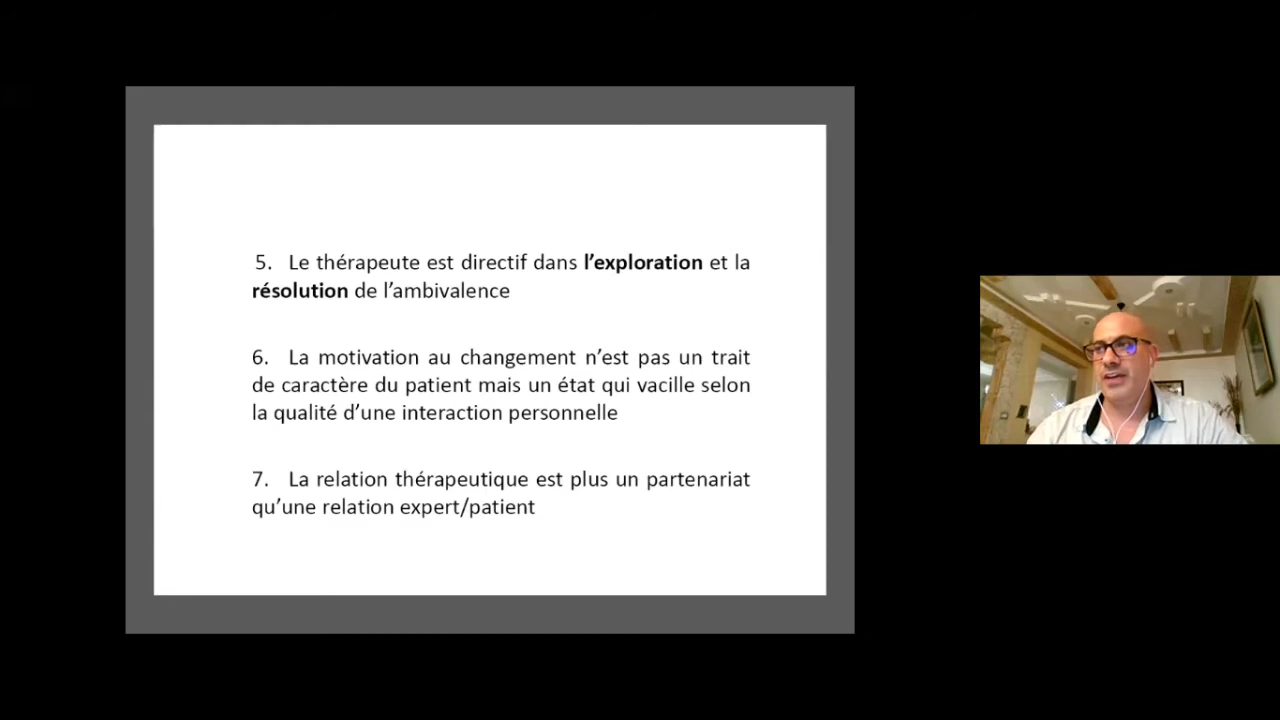 5. Le thérapeute est directif dans l’exploration et la
résolution de l’ambivalence
6. La motivation au changement n’est pas un trait
de caractère du patient mais un état qui vacille selon
la qualité d’une interaction personnelle
7. La relation thérapeutique est plus un partenariat
qu’une relation expert/patient